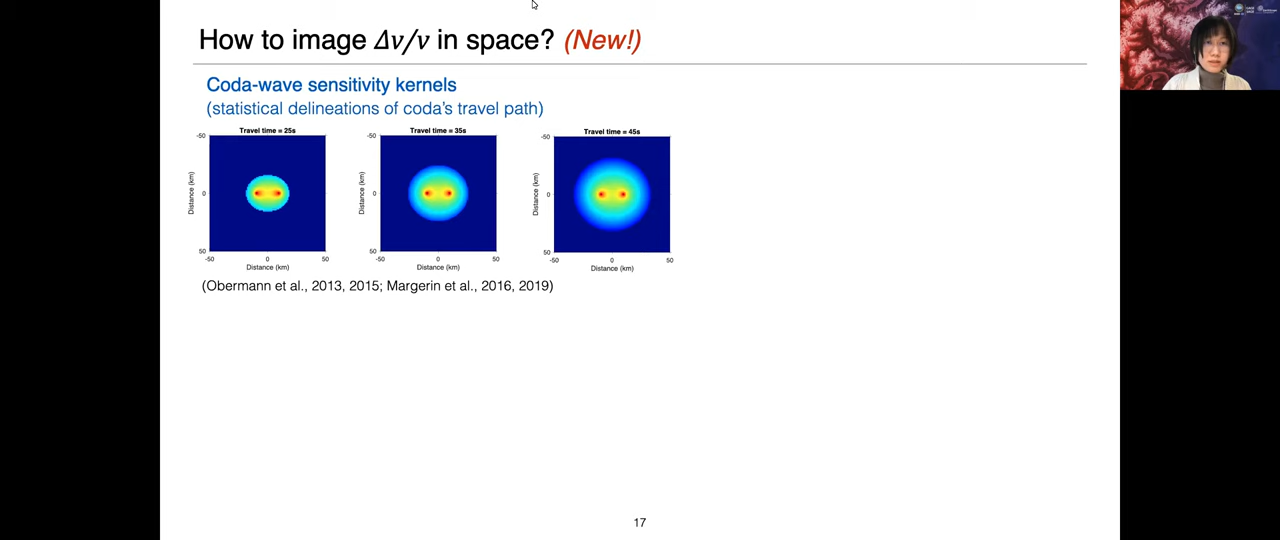 How to image Δv/v in space? (New!)
Coda-wave sensitivity kernels
(statistical delineations of coda's travel path)
Travel time = 25s
Travel time = 35s
Travel time = 45s
-50
0
50
Distance (km)
-50
0
50
Distance (km)
-50
0
50
Distance (km)
-50
0
50
Distance (km)
-50
0
50
Distance (km)
-50
0
50
Distance (km)
(Obermann et al., 2013, 2015; Margerin et al., 2016, 2019)
17